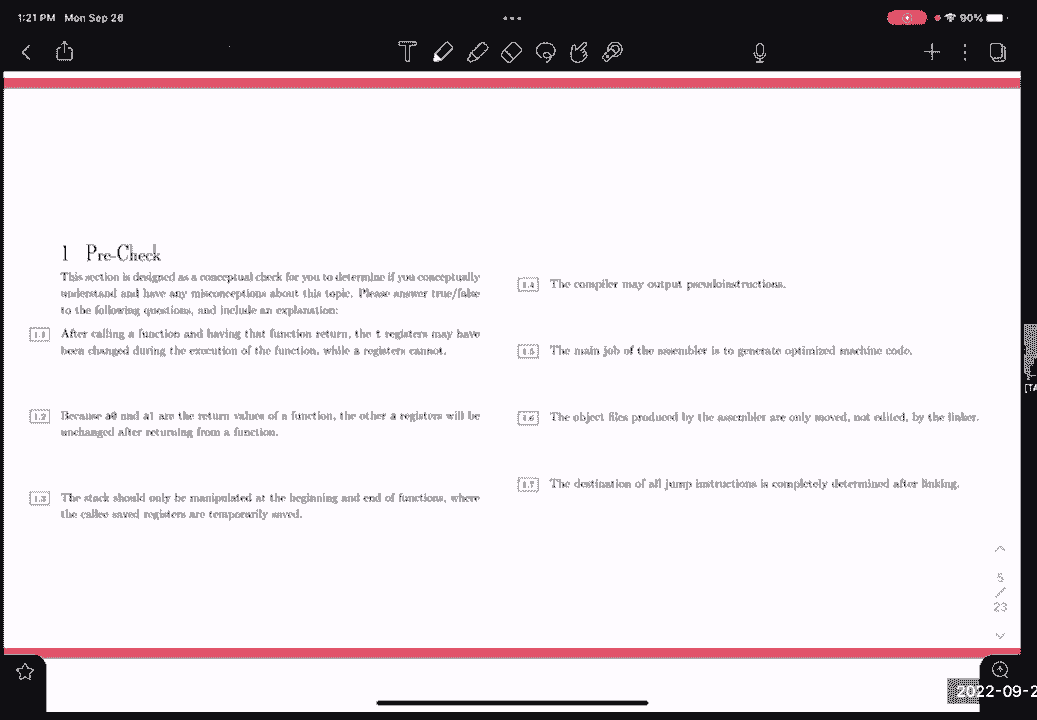 1:21 PM Mon Sep 26
90%
1 Pre-Check
This section is designed as a conceptual check for you to determine if you conceptually
understand and have any misconceptions about this topic. Please answer true/false
to the following questions, and include an explanation:
1.1 After calling a function and having that function return, the t registers may have
been changed during the execution of the function, while a registers cannot.
1.2 Because a0 and a1 are the return values of a function, the other a registers will be
unchanged after returning from a function.
1.3 The stack should only be manipulated at the beginning and end of functions, where
the callee saved registers are temporarily saved.
1.4 The compiler may output pseudoinstructions.
1.5 The main job of the assembler is to generate optimized machine code.
1.6 The object files produced by the assembler are only moved, not edited, by the linker.
1.7 The destination of all jump instructions is completely determined after linking.
5
/
23
[TA
2022-09-2